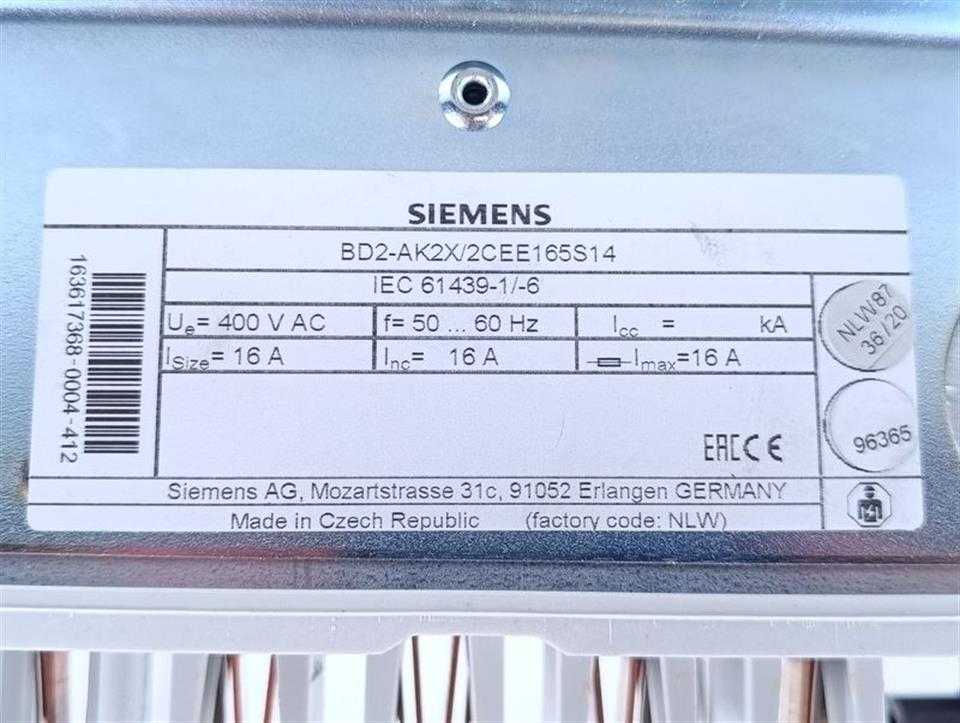 SIEMENS
BD2-AK2X/2CEE165S14
IEC 61439-1/-6
Ue= 400 V AC f= 50 ... 60 Hz Icc = kA
ISize= 16 A Inc= 16 A Imax=16 A
163617368-0004-412
NLW87
36/20
96365
EAC CE
Siemens AG, Mozartstrasse 31c, 91052 Erlangen GERMANY
Made in Czech Republic (factory code: NLW)